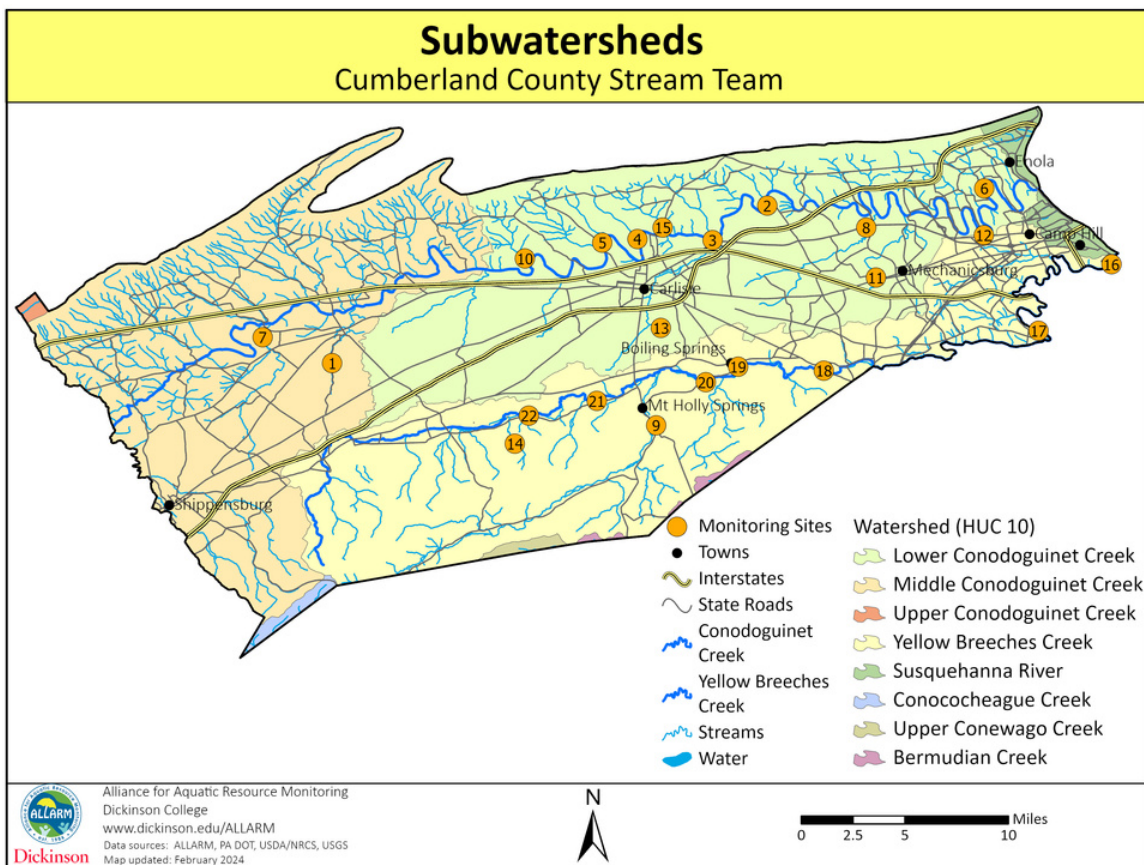 Subwatersheds
Cumberland County Stream Team
Enola
6
2
15
8
12
Camp Hill
5
4
3
10
16
11
Mechanicsburg
Carlisle
7
13
17
Boiling Springs
1
19
18
20
21
Mt Holly Springs
22
9
14
Shippensburg
Monitoring Sites
Towns
Interstates
State Roads
Conodoguinet
Creek
Yellow Breeches
Creek
Streams
Water
Watershed (HUC 10)
Lower Conodoguinet Creek
Middle Conodoguinet Creek
Upper Conodoguinet Creek
Yellow Breeches Creek
Susquehanna River
Conococheague Creek
Upper Conewago Creek
Bermudian Creek
ALLARM
Dickinson
Alliance for Aquatic Resource Monitoring
Dickinson College
www.dickinson.edu/ALLARM
Data sources: ALLARM, PA DOT, USDA/NRCS, USGS
Map updated: February 2024
N
Miles
0 2.5 5 10